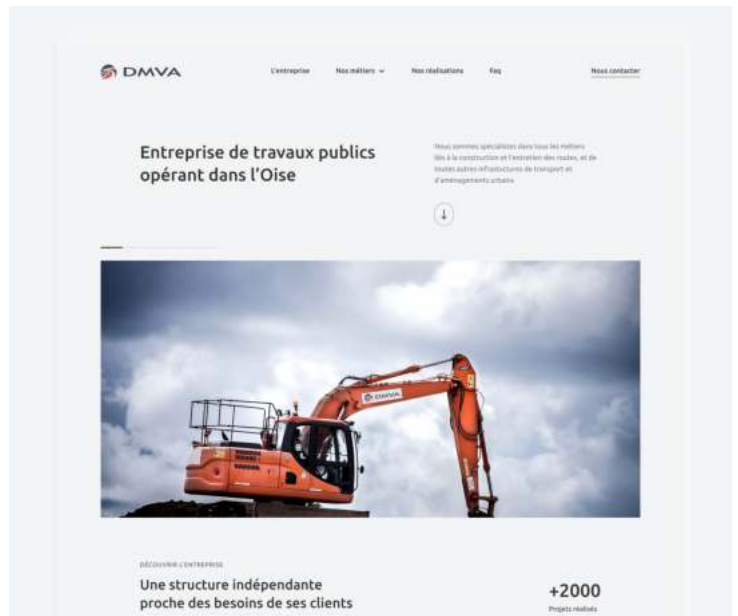 DMVA
L'entreprise
Nos métiers
Nos réalisations
Faq
Nous contacter
Entreprise de travaux publics
opérant dans l'Oise
Nous sommes spécialistes dans tous les métiers
liés à la construction et l'entretien des routes, et de
toutes autres infrastuctures de transport et
d'aménagements urbains
DMVA
DÉCOUVRIR L'ENTREPRISE
Une structure indépendante
proche des besoins de ses clients
+2000
Projets réalisés